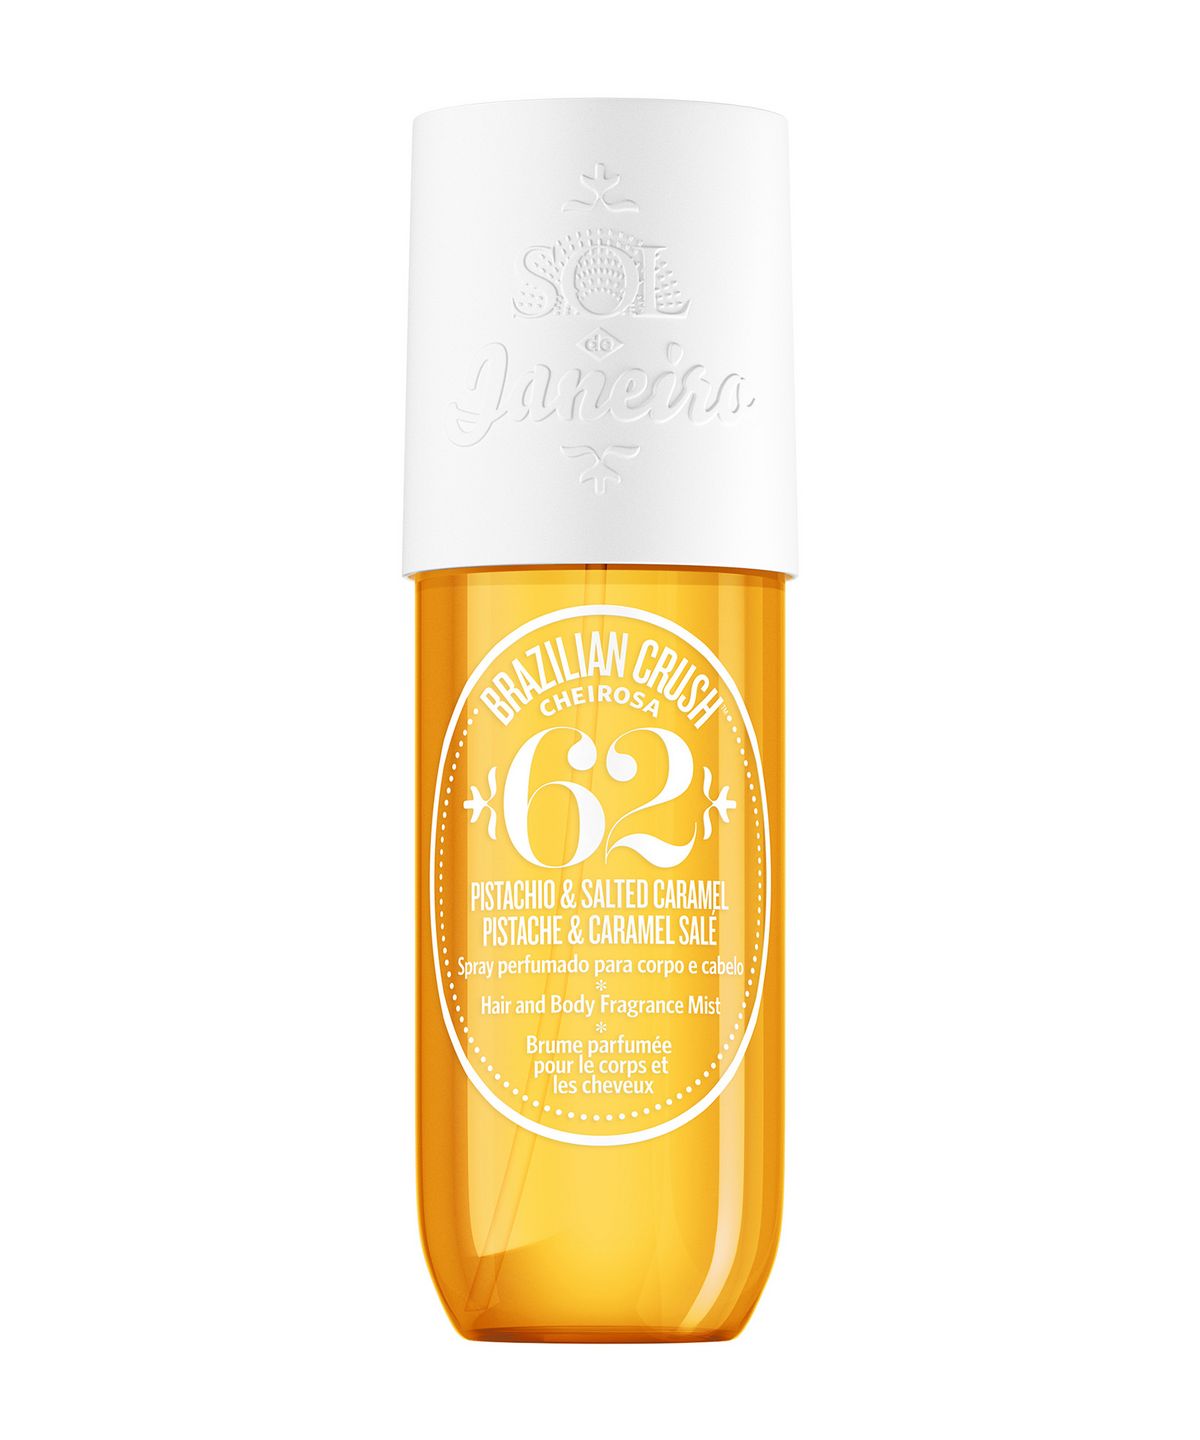 SOL
de
Janeiro
BRAZILIAN CRUSH™
CHEIROSA
62
PISTACHIO & SALTED CARAMEL
PISTACHE & CARAMEL SALÉ
Spray perfumado para corpo e cabelo
*
Hair and Body Fragrance Mist
*
Brume parfumée
pour le corps et
les cheveux